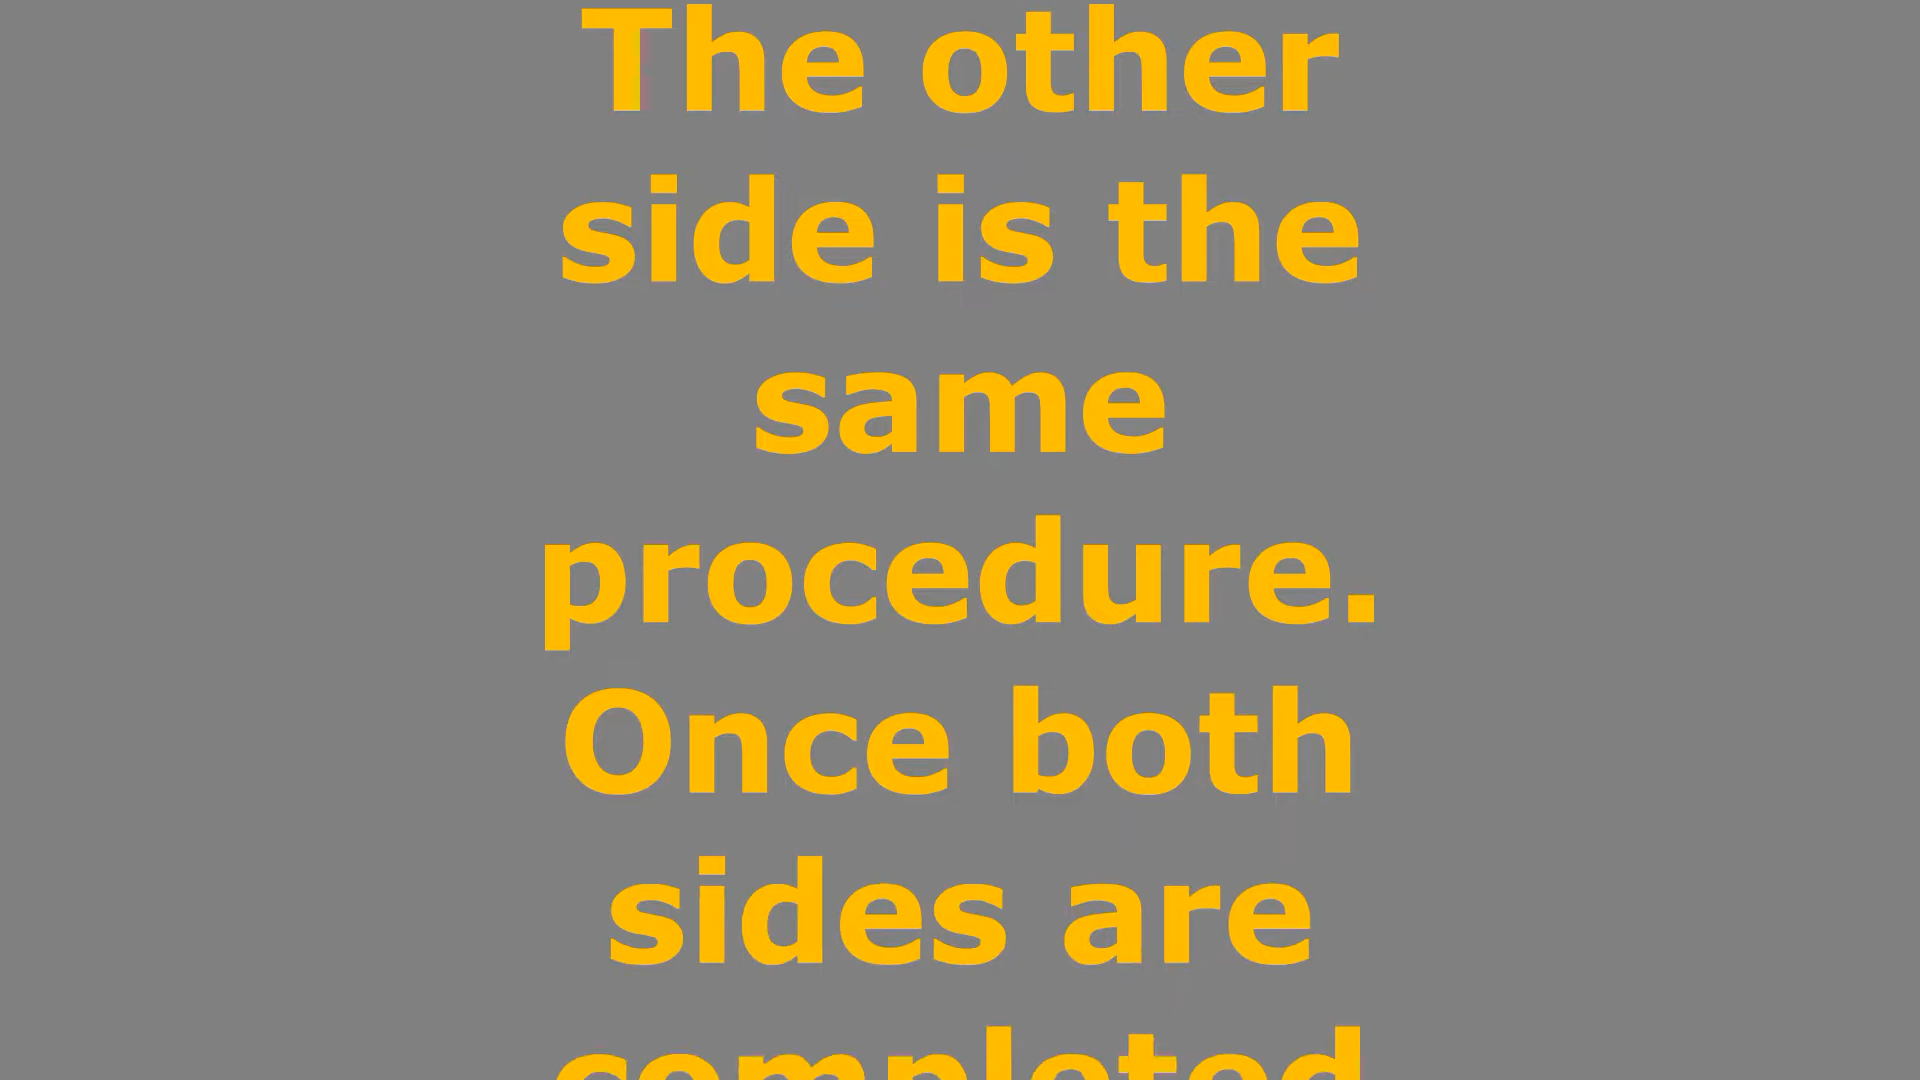 The other
side is the
same
procedure.
Once both
sides are
completed